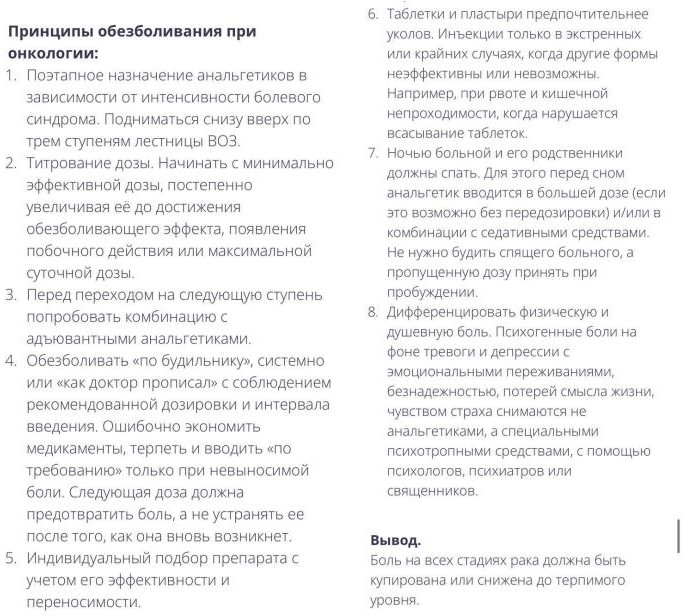 Принципы обезболивания при
онкологии:
1. Поэтапное назначение анальгетиков в
зависимости от интенсивности болевого
синдрома. Подниматься снизу вверх по
трем ступеням лестницы ВОЗ.
2. Титрование дозы. Начинать с минимально
эффективной дозы, постепенно
увеличивая её до достижения
обезболивающего эффекта, появления
побочного действия или максимальной
суточной дозы.
3. Перед переходом на следующую ступень
попробовать комбинацию с
адъювантными анальгетиками.
4. Обезболивать «по будильнику», системно
или «как доктор прописал» с соблюдением
рекомендованной дозировки и интервала
введения. Ошибочно экономить
медикаменты, терпеть и вводить «по
требованию» только при невыносимой
боли. Следующая доза должна
предотвратить боль, а не устранять ее
после того, как она вновь возникнет.
5. Индивидуальный подбор препарата с
учетом его эффективности и
переносимости.
6. Таблетки и пластыри предпочтительнее
уколов. Инъекции только в экстренных
или крайних случаях, когда другие формы
неэффективны или невозможны.
Например, при рвоте и кишечной
непроходимости, когда нарушается
всасывание таблеток.
7. Ночью больной и его родственники
должны спать. Для этого перед сном
анальгетик вводится в большей дозе (если
это возможно без передозировки) и/или в
комбинации с седативными средствами.
Не нужно будить спящего больного, а
пропущенную дозу принять при
пробуждении.
8. Дифференцировать физическую и
душевную боль. Психогенные боли на
фоне тревоги и депрессии с
эмоциональными переживаниями,
безнадежностью, потерей смысла жизни,
чувством страха снимаются не
анальгетиками, а специальными
психотропными средствами, с помощью
психологов, психиатров или
священников.
Вывод.
Боль на всех стадиях рака должна быть
купирована или снижена до терпимого
уровня.